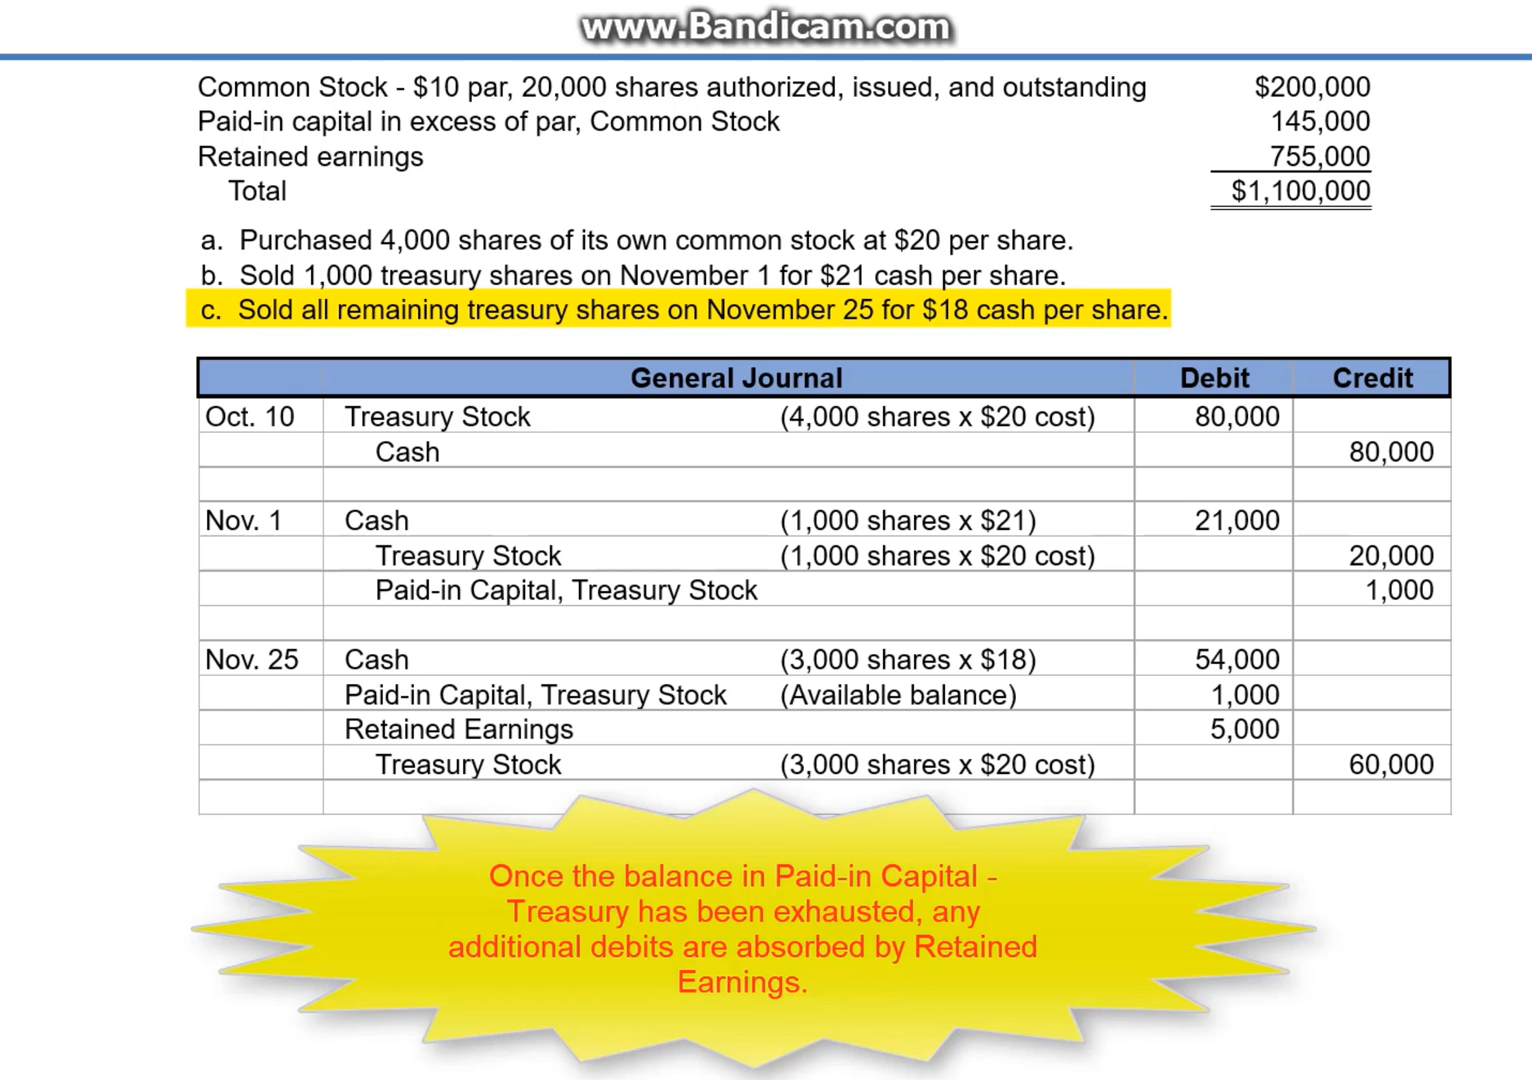 www.Bandicam.com
Common Stock - $10 par, 20,000 shares authorized, issued, and outstanding $200,000
Paid-in capital in excess of par, Common Stock 145,000
Retained earnings 755,000
Total $1,100,000
a. Purchased 4,000 shares of its own common stock at $20 per share.
b. Sold 1,000 treasury shares on November 1 for $21 cash per share.
c. Sold all remaining treasury shares on November 25 for $18 cash per share.
General Journal Debit Credit
Oct. 10 Treasury Stock (4,000 shares x $20 cost) 80,000
Cash 80,000
Nov. 1 Cash (1,000 shares x $21) 21,000
Treasury Stock (1,000 shares x $20 cost) 20,000
Paid-in Capital, Treasury Stock 1,000
Nov. 25 Cash (3,000 shares x $18) 54,000
Paid-in Capital, Treasury Stock (Available balance) 1,000
Retained Earnings 5,000
Treasury Stock (3,000 shares x $20 cost) 60,000
Once the balance in Paid-in Capital -
Treasury has been exhausted, any
additional debits are absorbed by Retained
Earnings.